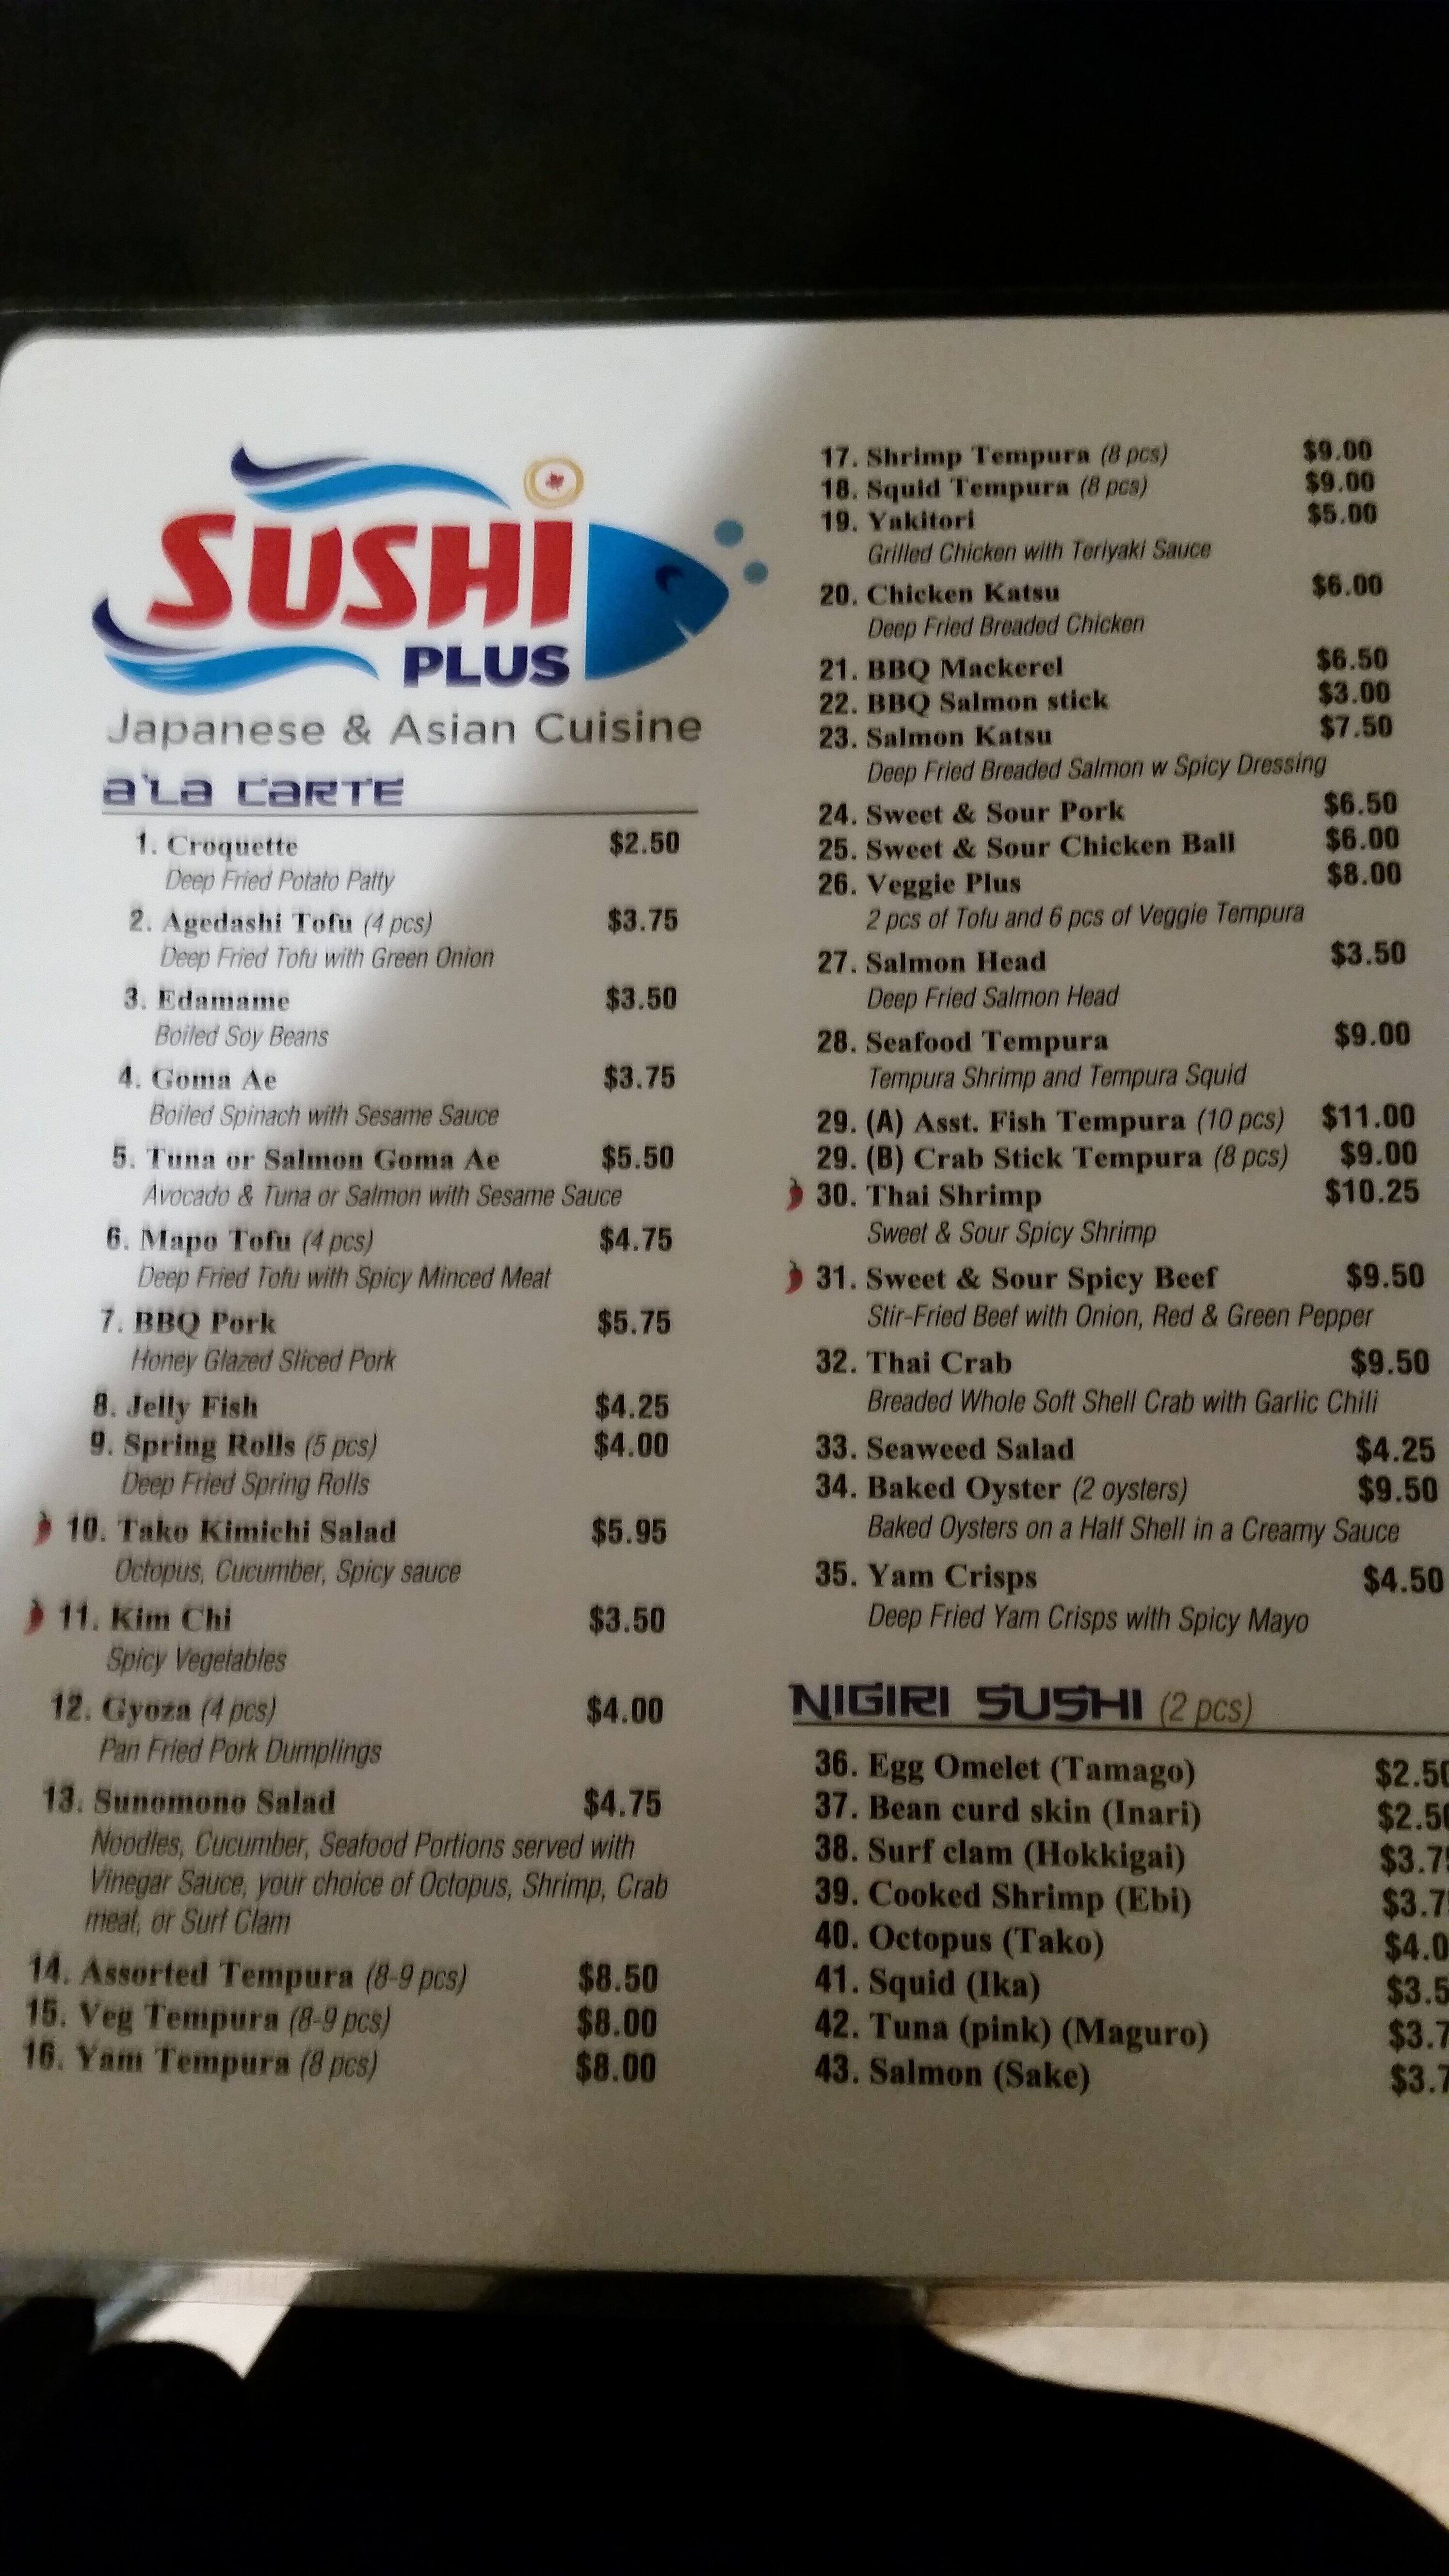 SUSHI
PLUS
Japanese & Asian Cuisine
a'La carte
1. Croquette $2.50
Deep Fried Potato Patty
2. Agedashi Tofu (4 pcs) $3.75
Deep Fried Tofu with Green Onion
3. Edamame $3.50
Boiled Soy Beans
4. Goma Ae $3.75
Boiled Spinach with Sesame Sauce
5. Tuna or Salmon Goma Ae $5.50
Avocado & Tuna or Salmon with Sesame Sauce
6. Mapo Tofu (4 pcs) $4.75
Deep Fried Tofu with Spicy Minced Meat
7. BBQ Pork $5.75
Honey Glazed Sliced Pork
8. Jelly Fish $4.25
9. Spring Rolls (5 pcs) $4.00
Deep Fried Spring Rolls
10. Tako Kimichi Salad $5.95
Octopus, Cucumber, Spicy sauce
11. Kim Chi $3.50
Spicy Vegetables
12. Gyoza (4 pcs) $4.00
Pan Fried Pork Dumplings
13. Sunomono Salad $4.75
Noodles, Cucumber, Seafood Portions served with
Vinegar Sauce, your choice of Octopus, Shrimp, Crab
meat, or Surf Clam
14. Assorted Tempura (8-9 pcs) $8.50
15. Veg Tempura (8-9 pcs) $8.00
16. Yam Tempura (8 pcs) $8.00
17. Shrimp Tempura (8 pcs) $9.00
18. Squid Tempura (8 pcs) $9.00
19. Yakitori $5.00
Grilled Chicken with Teriyaki Sauce
20. Chicken Katsu $6.00
Deep Fried Breaded Chicken
21. BBQ Mackerel $6.50
22. BBQ Salmon stick $3.00
23. Salmon Katsu $7.50
Deep Fried Breaded Salmon w Spicy Dressing
24. Sweet & Sour Pork $6.50
25. Sweet & Sour Chicken Ball $6.00
26. Veggie Plus $8.00
2 pcs of Tofu and 6 pcs of Veggie Tempura
27. Salmon Head $3.50
Deep Fried Salmon Head
28. Seafood Tempura $9.00
Tempura Shrimp and Tempura Squid
29. (A) Asst. Fish Tempura (10 pcs) $11.00
29. (B) Crab Stick Tempura (8 pcs) $9.00
30. Thai Shrimp $10.25
Sweet & Sour Spicy Shrimp
31. Sweet & Sour Spicy Beef $9.50
Stir-Fried Beef with Onion, Red & Green Pepper
32. Thai Crab $9.50
Breaded Whole Soft Shell Crab with Garlic Chili
33. Seaweed Salad $4.25
34. Baked Oyster (2 oysters) $9.50
Baked Oysters on a Half Shell in a Creamy Sauce
35. Yam Crisps $4.50
Deep Fried Yam Crisps with Spicy Mayo
NIGIRI SUSHI (2 pcs)
36. Egg Omelet (Tamago) $2.50
37. Bean curd skin (Inari) $2.50
38. Surf clam (Hokkigai) $3.75
39. Cooked Shrimp (Ebi) $3.7
40. Octopus (Tako) $4.0
41. Squid (Ika) $3.5
42. Tuna (pink) (Maguro) $3.7
43. Salmon (Sake) $3.7